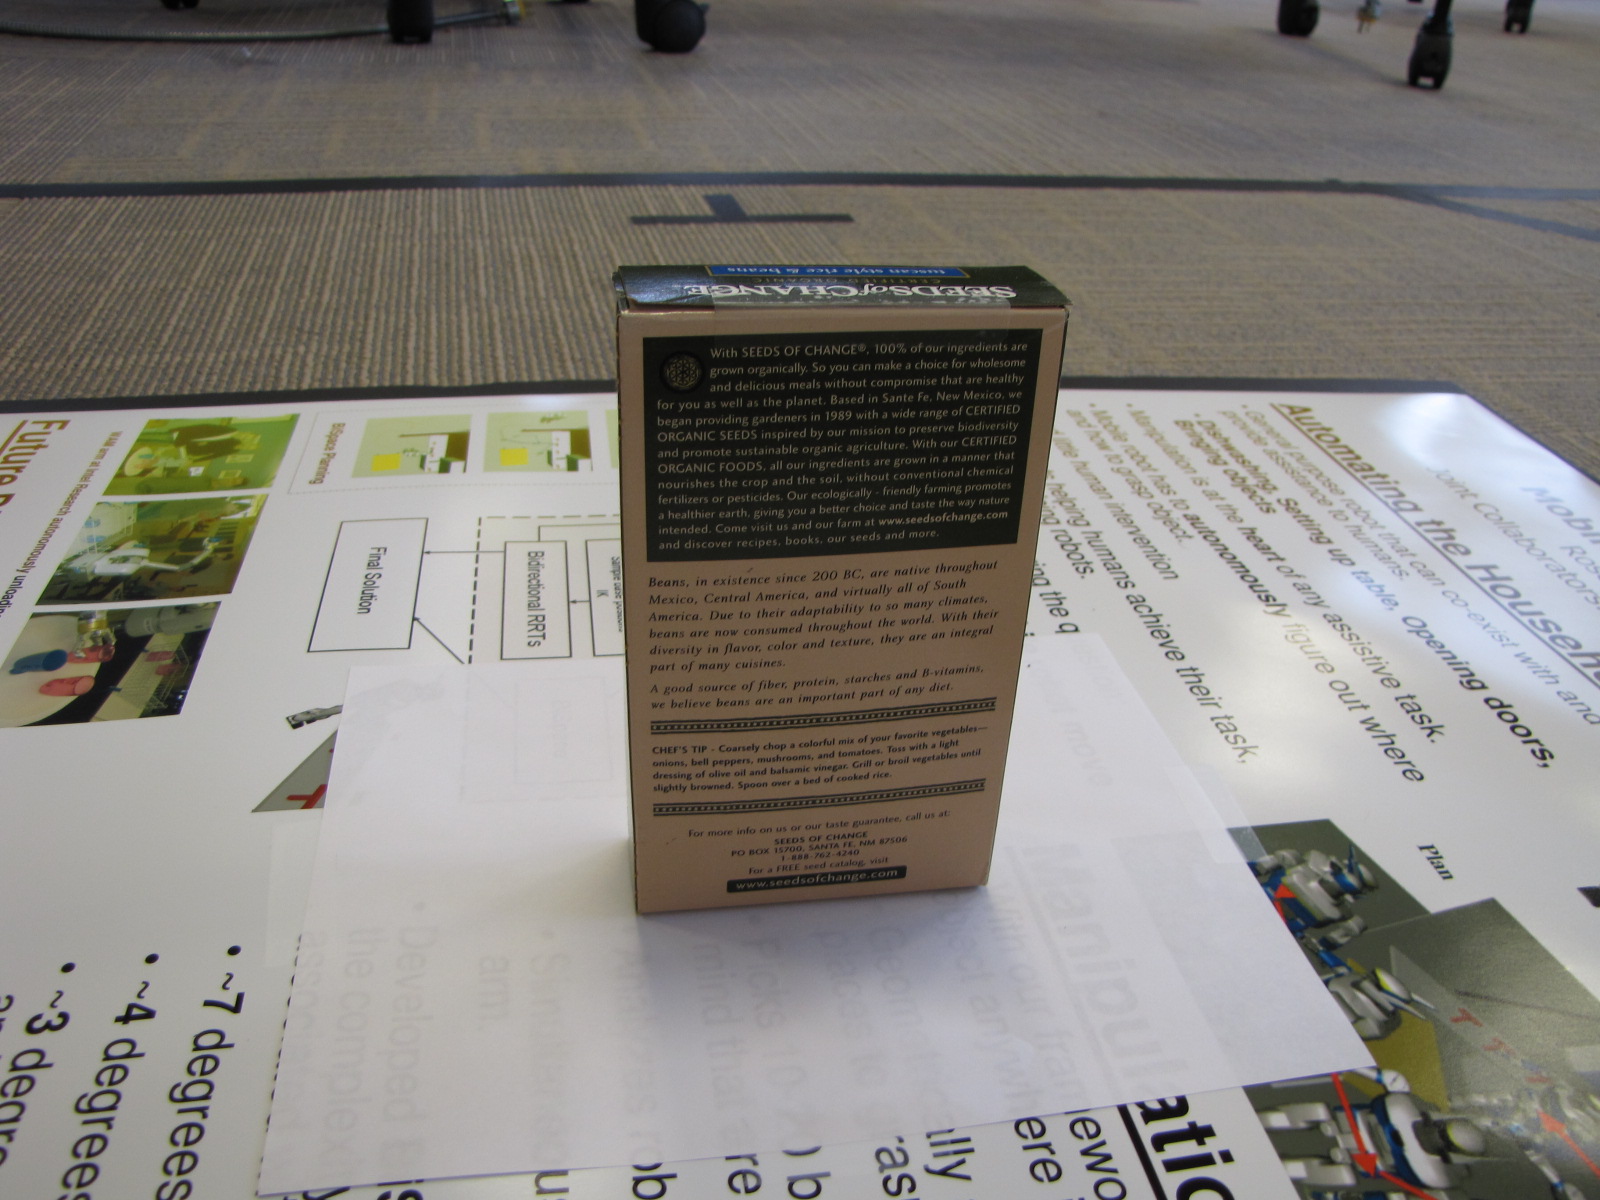 tuscan style rice & beans
CERTIFIED ORGANIC
SEEDS of CHANGE
With SEEDS OF CHANGE®, 100% of our ingredients are
grown organically. So you can make a choice for wholesome
and delicious meals without compromise that are healthy
for you as well as the planet. Based in Sante Fe, New Mexico, we
began providing gardeners in 1989 with a wide range of CERTIFIED
ORGANIC SEEDS inspired by our mission to preserve biodiversity
and promote sustainable organic agriculture. With our CERTIFIED
ORGANIC FOODS, all our ingredients are grown in a manner that
nourishes the crop and the soil, without conventional chemical
fertilizers or pesticides. Our ecologically - friendly farming promotes
a healthier earth, giving you a better choice and taste the way nature
intended. Come visit us and our farm at www.seedsofchange.com
and discover recipes, books, our seeds and more.
Beans, in existence since 200 BC, are native throughout
Mexico, Central America, and virtually all of South
America. Due to their adaptability to so many climates,
beans are now consumed throughout the world. With their
diversity in flavor, color and texture, they are an integral
part of many cuisines.
A good source of fiber, protein, starches and B-vitamins,
we believe beans are an important part of any diet.
CHEF'S TIP - Coarsely chop a colorful mix of your favorite vegetables—
onions, bell peppers, mushrooms, and tomatoes. Toss with a light
dressing of olive oil and balsamic vinegar. Grill or broil vegetables until
slightly browned. Spoon over a bed of cooked rice.
For more info on us or our taste guarantee, call us at:
SEEDS OF CHANGE
PO BOX 15700, SANTA FE, NM 87506
1-888-762-4240
For a FREE seed catalog, visit
www.seedsofchange.com
Future
WAM arm at Intel Research autonomously unloading
BiSpace Planning
Final Solution
Bidirectional RRTs
IK
• ~7 degrees
• ~4 degrees
• ~3 degree
• Developed
the complex
arm
Mobi
Joint Collaborators
Automating the Househ
• General purpose robot that can co-exist with and
provide assistance to humans.
• Dishwashing, Setting up table, Opening doors,
Bringing objects
• Manipulation is at the heart of any assistive task.
• Mobile robot has to autonomously figure out where
and how to grasp object.
little human intervention
helping humans achieve their task,
robots.
Plan
Manipulatio